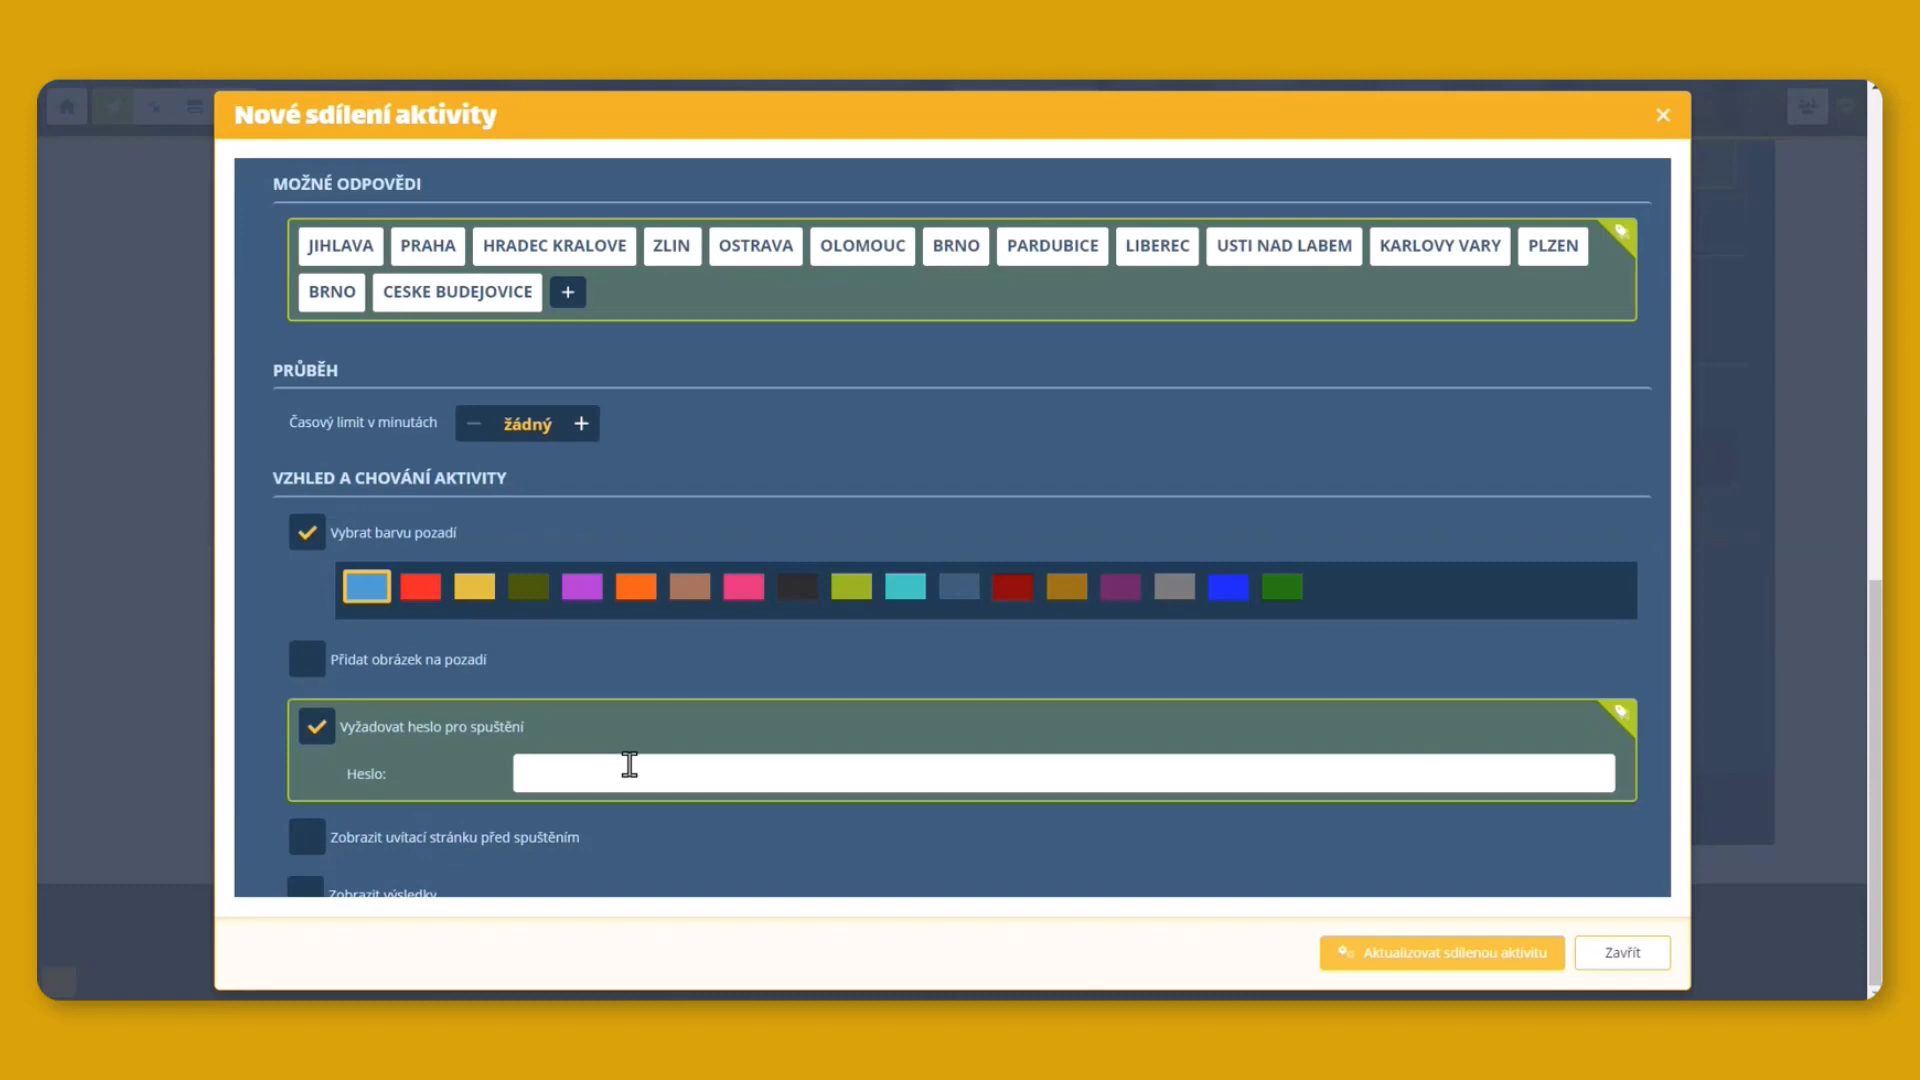 Nové sdílení aktivity
MOŽNÉ ODPOVĚDI
JIHLAVA PRAHA HRADEC KRALOVE ZLIN OSTRAVA OLOMOUC BRNO PARDUBICE LIBEREC USTI NAD LABEM KARLOVY VARY PLZEN
BRNO CESKE BUDEJOVICE +
PRŮBĚH
Časový limit v minutách − žádný +
VZHLED A CHOVÁNÍ AKTIVITY
Vybrat barvu pozadí
Přidat obrázek na pozadí
Vyžadovat heslo pro spuštění
Heslo:
Zobrazit uvítací stránku před spuštěním
Zobrazit výsledky
Aktualizovat sdílenou aktivitu Zavřít